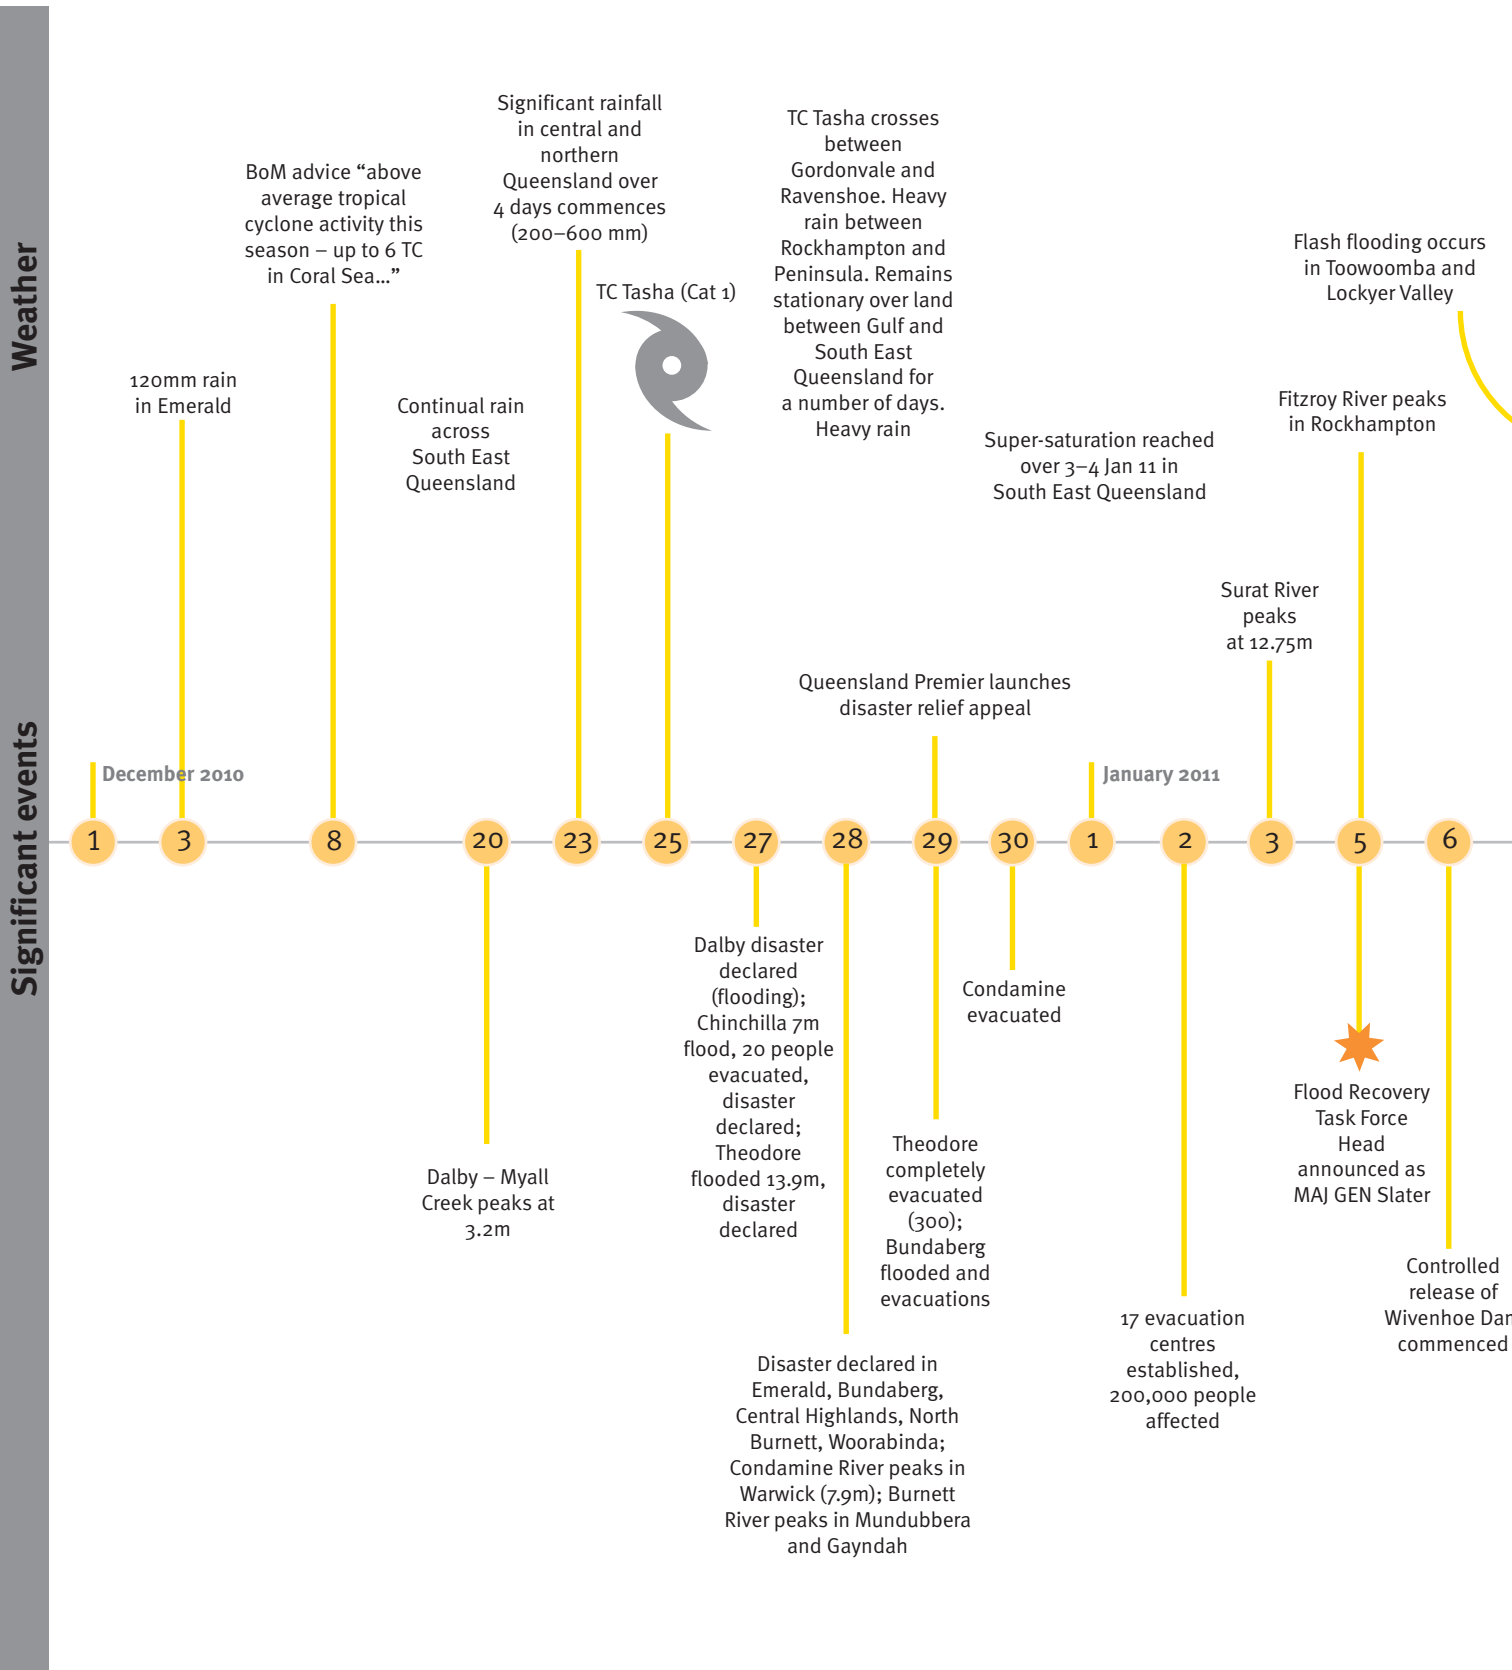 Weather
Significant events
120mm rain
in Emerald
BoM advice “above
average tropical
cyclone activity this
season – up to 6 TC
in Coral Sea...”
Continual rain
across
South East
Queensland
Significant rainfall
in central and
northern
Queensland over
4 days commences
(200–600 mm)
TC Tasha (Cat 1)
TC Tasha crosses
between
Gordonvale and
Ravenshoe. Heavy
rain between
Rockhampton and
Peninsula. Remains
stationary over land
between Gulf and
South East
Queensland for
a number of days.
Heavy rain
Super-saturation reached
over 3–4 Jan 11 in
South East Queensland
Flash flooding occurs
in Toowoomba and
Lockyer Valley
Fitzroy River peaks
in Rockhampton
Surat River
peaks
at 12.75m
Queensland Premier launches
disaster relief appeal
December 2010
January 2011
1
3
8
20
23
25
27
28
29
30
1
2
3
5
6
Dalby – Myall
Creek peaks at
3.2m
Dalby disaster
declared
(flooding);
Chinchilla 7m
flood, 20 people
evacuated,
disaster
declared;
Theodore
flooded 13.9m,
disaster
declared
Disaster declared in
Emerald, Bundaberg,
Central Highlands, North
Burnett, Woorabinda;
Condamine River peaks in
Warwick (7.9m); Burnett
River peaks in Mundubbera
and Gayndah
Theodore
completely
evacuated
(300);
Bundaberg
flooded and
evacuations
Condamine
evacuated
17 evacuation
centres
established,
200,000 people
affected
Flood Recovery
Task Force
Head
announced as
MAJ GEN Slater
Controlled
release of
Wivenhoe
commenced